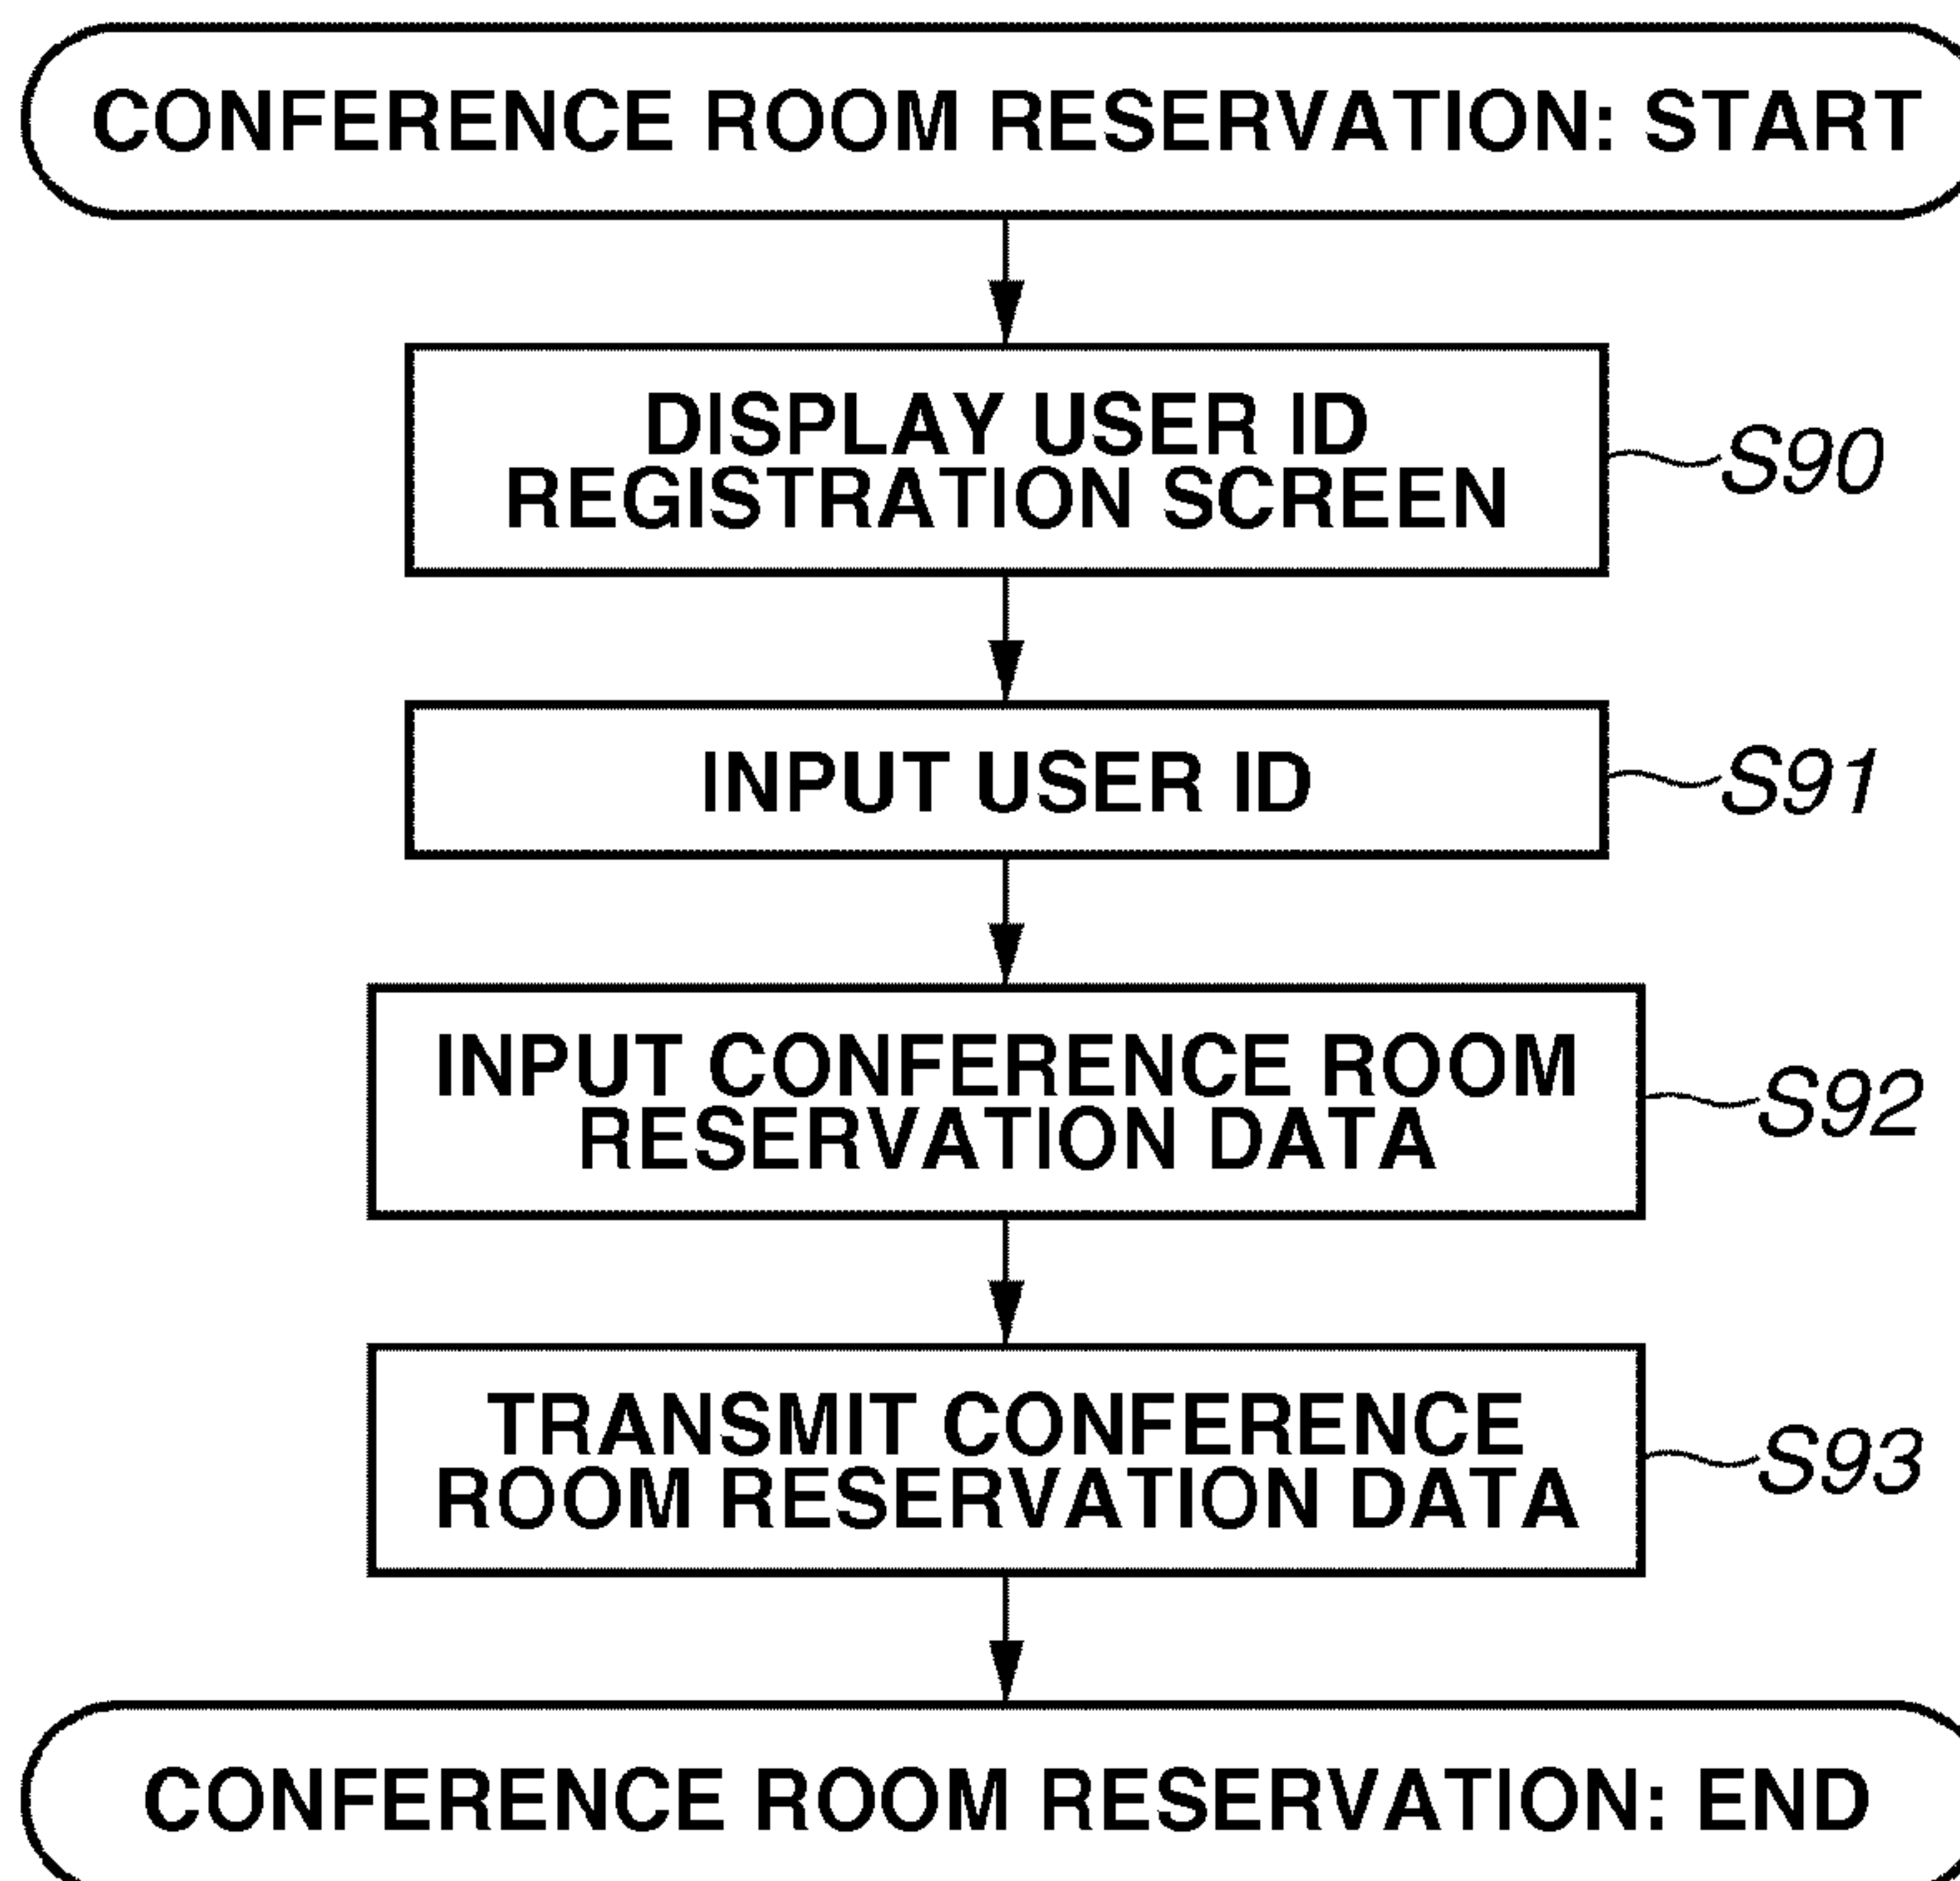 CONFERENCE ROOM RESERVATION: START
DISPLAY USER ID
REGISTRATION SCREEN
S90
INPUT USER ID
S91
INPUT CONFERENCE ROOM
RESERVATION DATA
S92
TRANSMIT CONFERENCE
ROOM RESERVATION DATA
S93
CONFERENCE ROOM RESERVATION: END